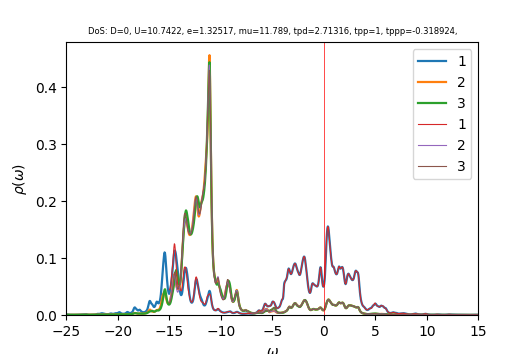 DoS: D=0, U=10.7422, e=1.32517, mu=11.789, tpd=2.71316, tpp=1, tppp=-0.318924,
ρ(ω)
0.4
0.3
0.2
0.1
0.0
1
2
3
1
2
3
−25 −20 −15 −10 −5 0 5 10 15
ω